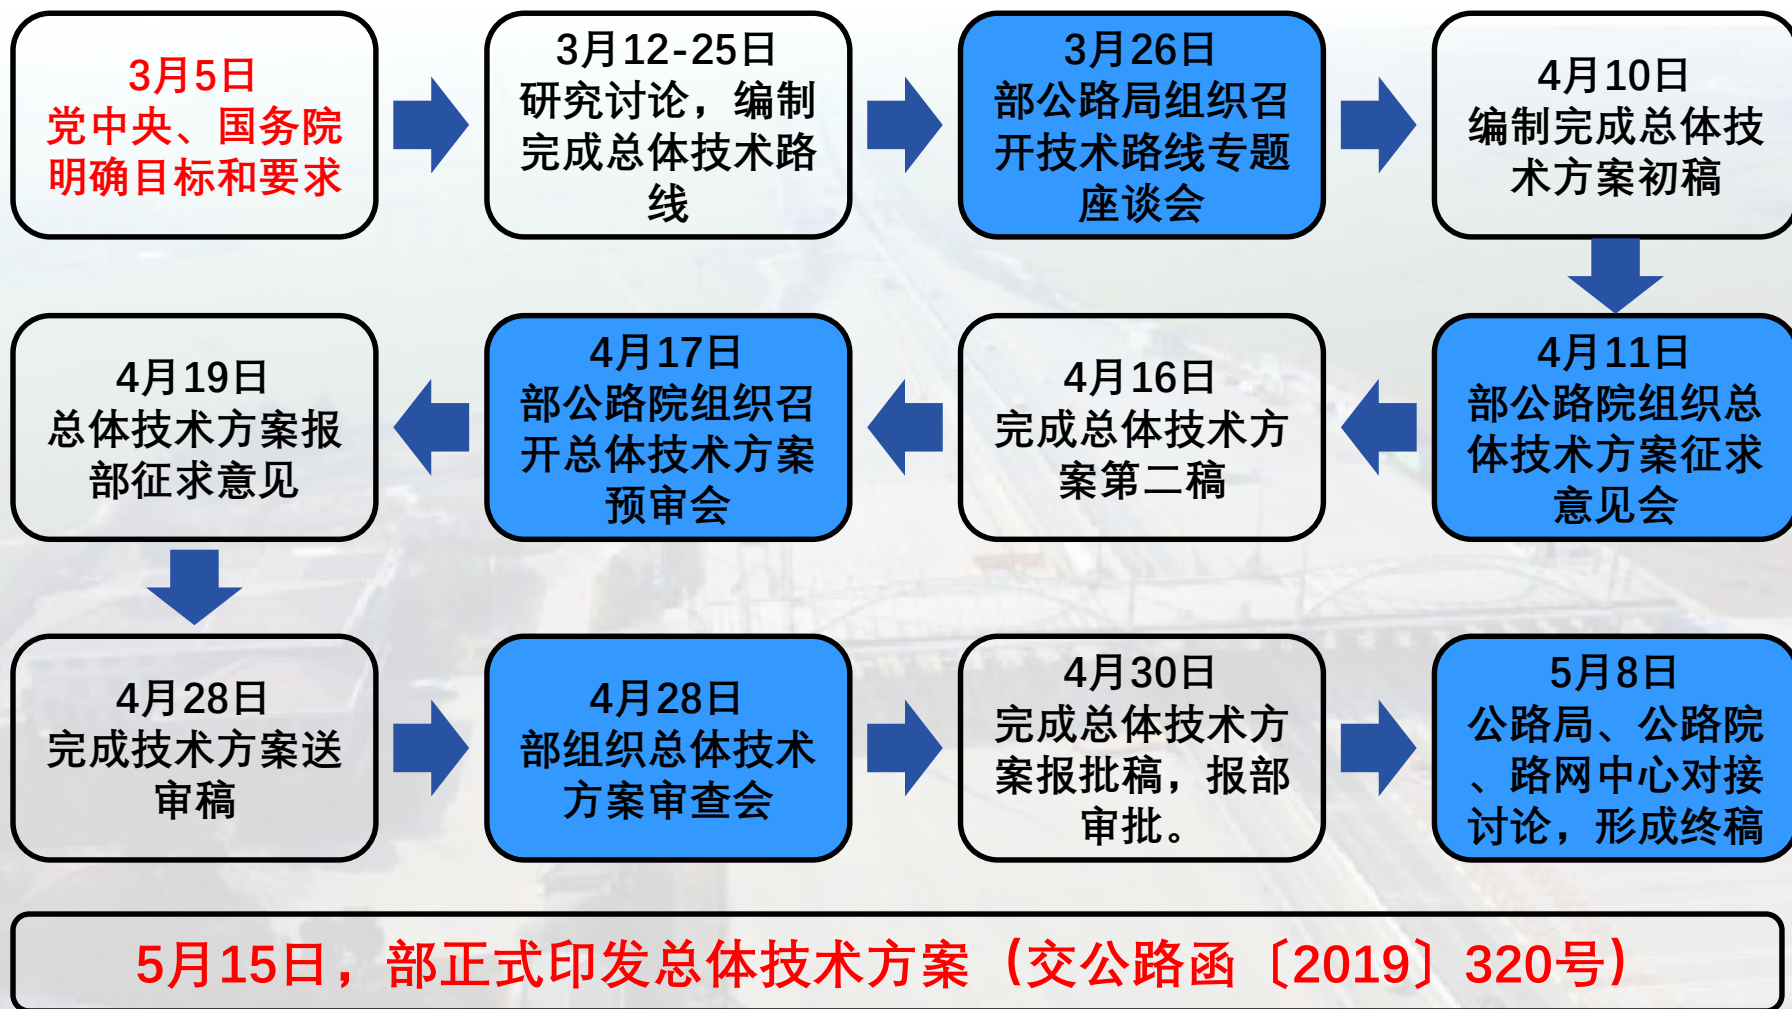 3月5日
党中央、国务院
明确目标和要求
3月12-25日
研究讨论，编制
完成总体技术路
线
3月26日
部公路局组织召
开技术路线专题
座谈会
4月10日
编制完成总体技
术方案初稿
4月11日
部公路院组织总
体技术方案征求
意见会
4月16日
完成总体技术方
案第二稿
4月17日
部公路院组织召
开总体技术方案
预审会
4月19日
总体技术方案报
部征求意见
4月28日
完成技术方案送
审稿
4月28日
部组织总体技术
方案审查会
4月30日
完成总体技术方
案报批稿，报部
审批。
5月8日
公路局、公路院
、路网中心对接
讨论，形成终稿
5月15日，部正式印发总体技术方案（交公路函〔2019〕320号）